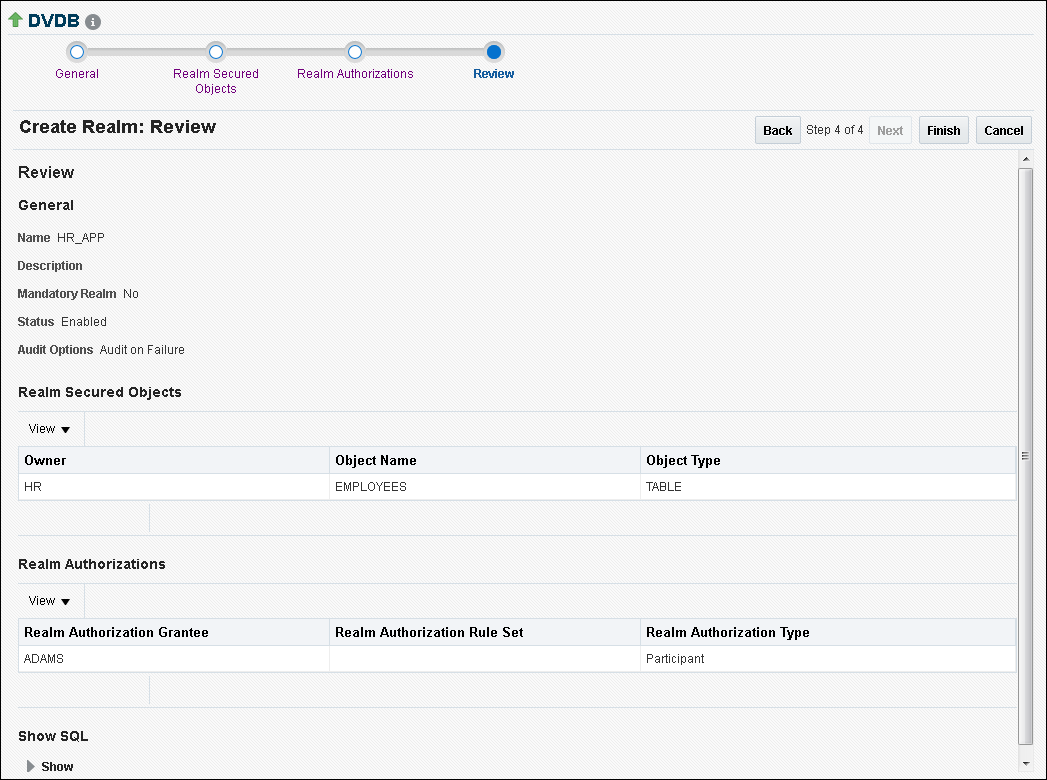 DVDB
General
Realm Secured Objects
Realm Authorizations
Review
Create Realm: Review
Back Step 4 of 4 Next Finish Cancel
Review
General
Name HR_APP
Description
Mandatory Realm No
Status Enabled
Audit Options Audit on Failure
Realm Secured Objects
View
Owner Object Name Object Type
HR EMPLOYEES TABLE
Realm Authorizations
View
Realm Authorization Grantee Realm Authorization Rule Set Realm Authorization Type
ADAMS Participant
Show SQL
Show